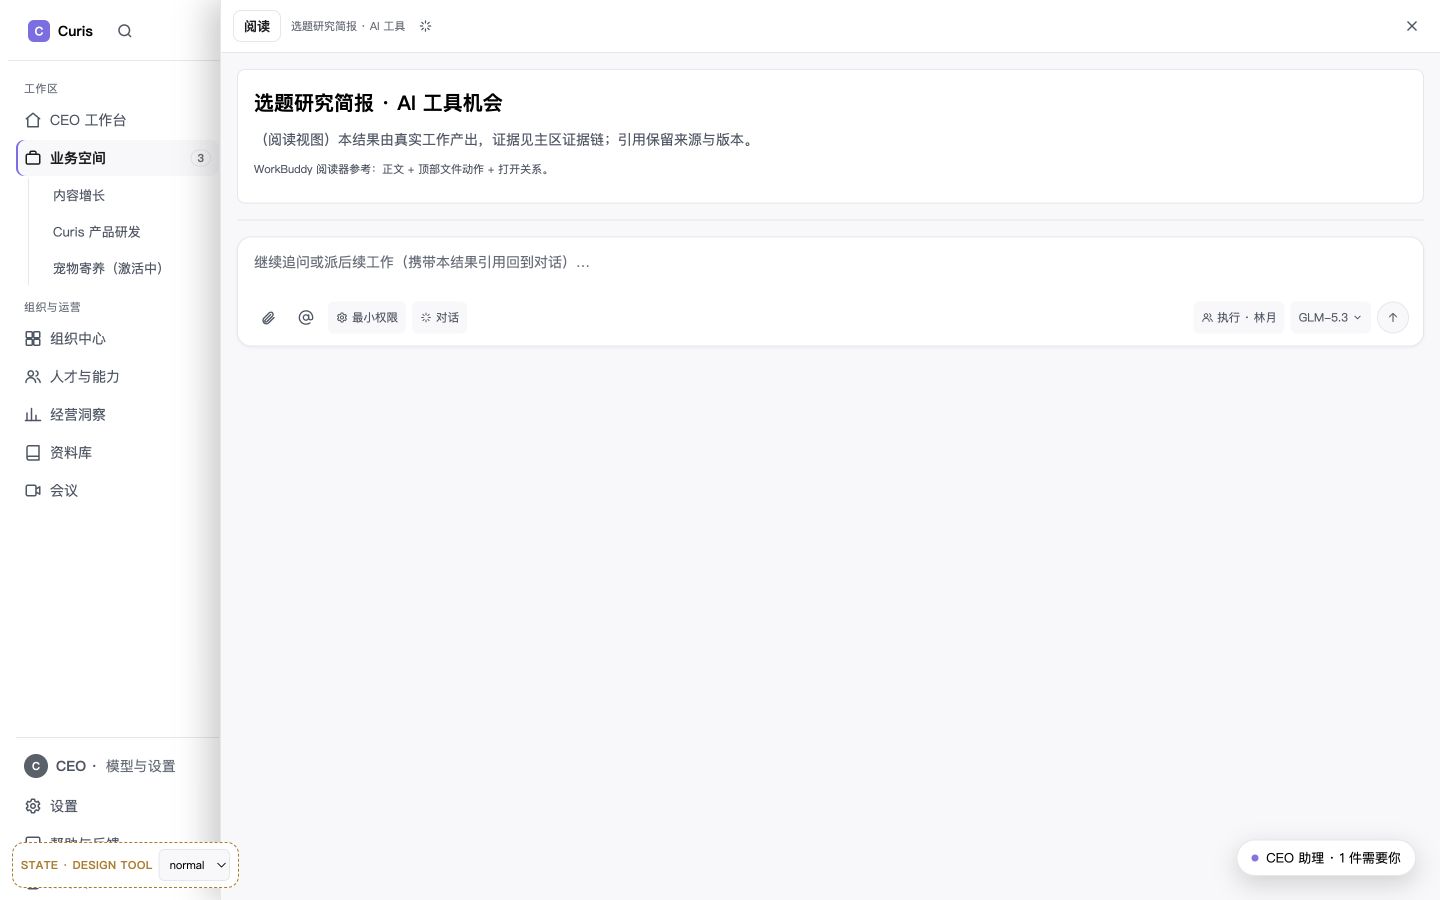 C Curis
工作区
CEO 工作台
业务空间 3
内容增长
Curis 产品研发
宠物寄养（激活中）
组织与运营
组织中心
人才与能力
经营洞察
资料库
会议
C CEO · 模型与设置
设置
帮助与反馈
STATE · DESIGN TOOL normal
阅读 选题研究简报 · AI 工具
选题研究简报 · AI 工具机会
（阅读视图）本结果由真实工作产出，证据见主区证据链；引用保留来源与版本。
WorkBuddy 阅读器参考：正文 + 顶部文件动作 + 打开关系。
继续追问或派后续工作（携带本结果引用回到对话）…
最小权限 对话 执行 · 林月 GLM-5.3
CEO 助理 · 1 件需要你